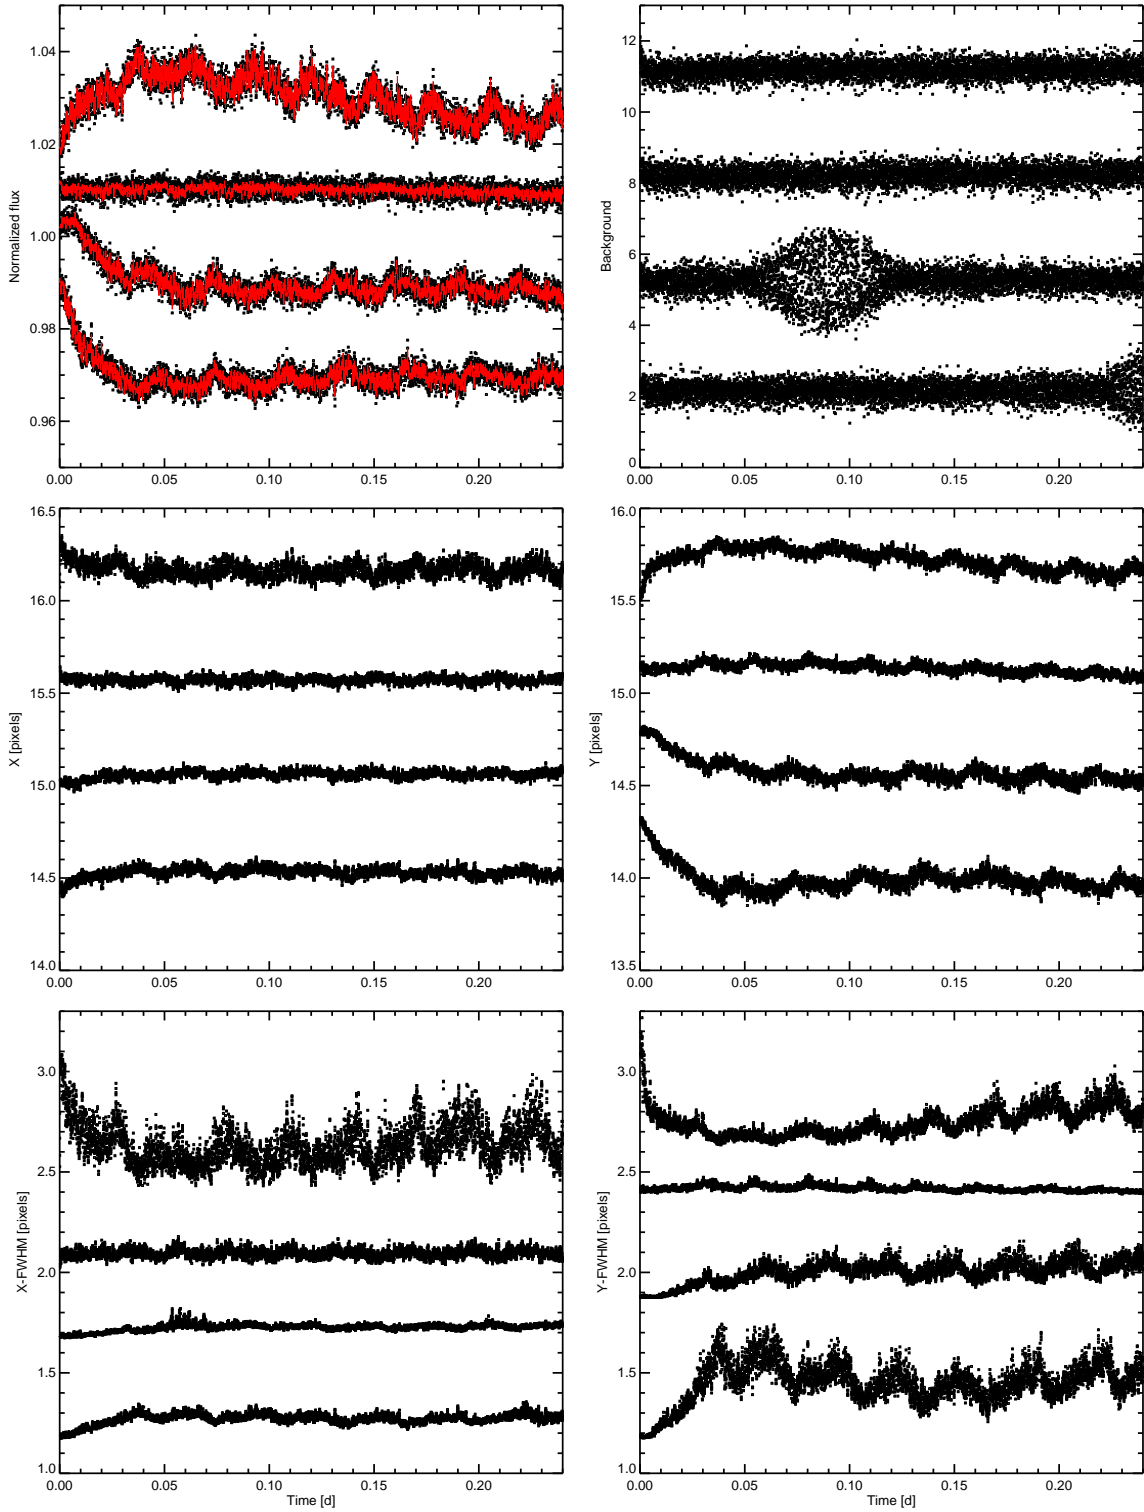 1.04
1.02
1.00
0.98
0.96
Normalized flux
0.00 0.05 0.10 0.15 0.20
12
10
8
6
4
2
0
Background
0.00 0.05 0.10 0.15 0.20
16.5
16.0
15.5
15.0
14.5
14.0
X [pixels]
0.00 0.05 0.10 0.15 0.20
16.0
15.5
15.0
14.5
14.0
13.5
Y [pixels]
0.00 0.05 0.10 0.15 0.20
3.0
2.5
2.0
1.5
1.0
X-FWHM [pixels]
0.00 0.05 0.10 0.15 0.20
Time [d]
3.0
2.5
2.0
1.5
1.0
Y-FWHM [pixels]
0.00 0.05 0.10 0.15 0.20
Time [d]